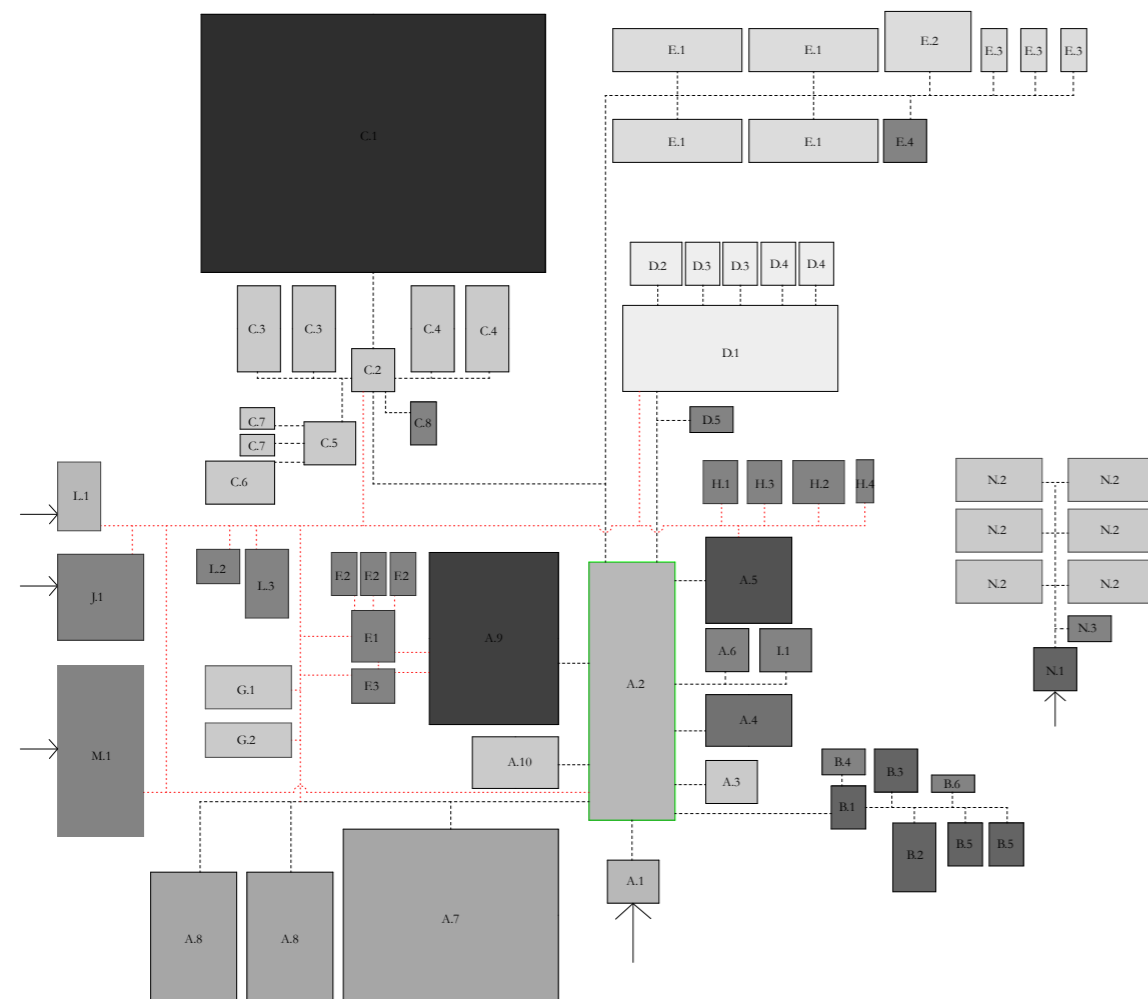 E.1
E.1
E.2
E.3
E.3
E.3
C.1
E.1
E.1
E.4
D.2
D.3
D.3
D.4
D.4
C.3
C.3
C.4
C.4
D.1
C.2
C.7
C.7
C.5
C.8
D.5
C.6
H.1
H.3
H.2
H.4
N.2
N.2
L.1
N.2
N.2
L.2
L.3
F.2
F.2
F.2
A.5
N.2
N.2
J.1
F.1
A.9
A.6
I.1
N.3
A.2
N.1
G.1
F.3
A.4
G.2
M.1
A.10
A.3
B.4
B.3
B.6
B.1
B.2
B.5
B.5
A.1
A.8
A.8
A.7